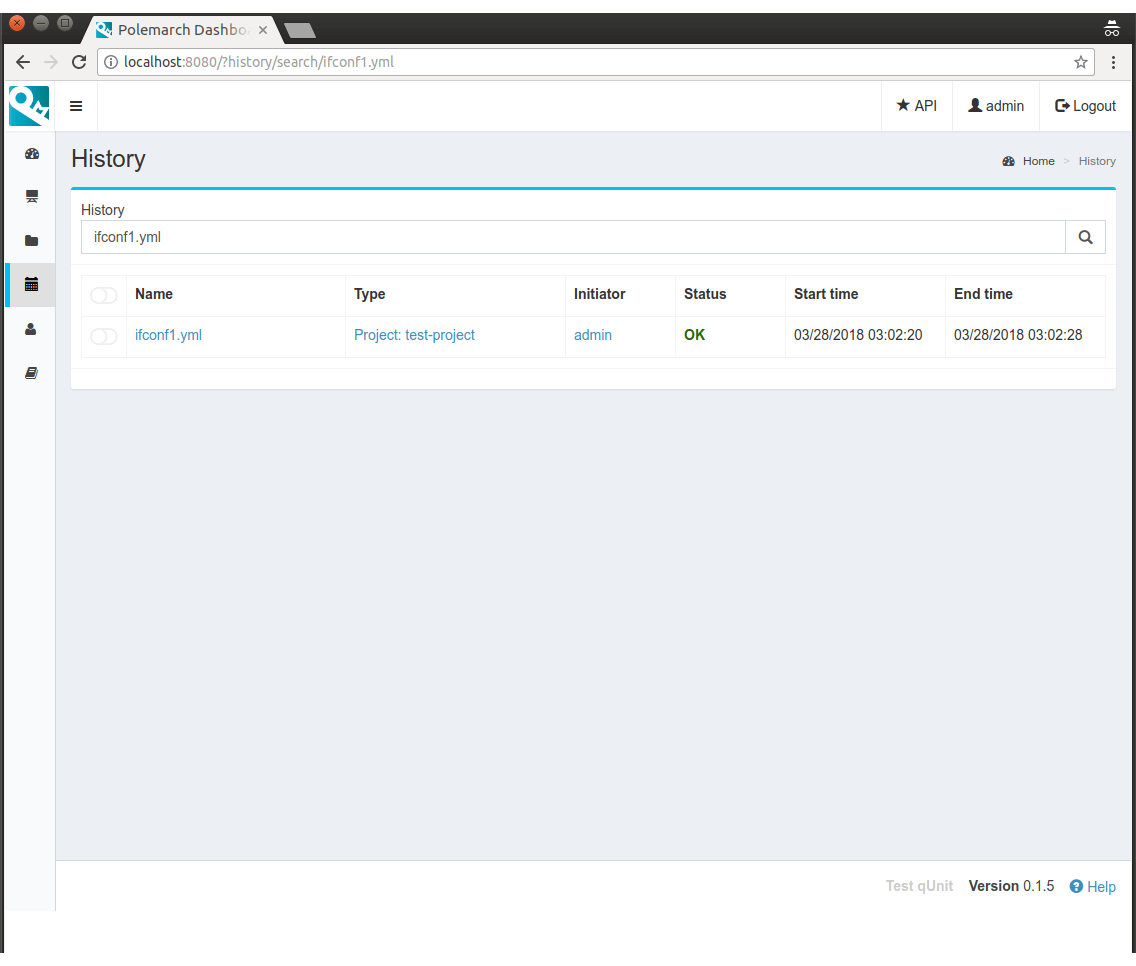 Polemarch Dashbo
localhost:8080/?history/search/ifconf1.yml
API admin Logout
History
Home > History
History
ifconf1.yml
Name Type Initiator Status Start time End time
ifconf1.yml Project: test-project admin OK 03/28/2018 03:02:20 03/28/2018 03:02:28
Test qUnit Version 0.1.5 Help